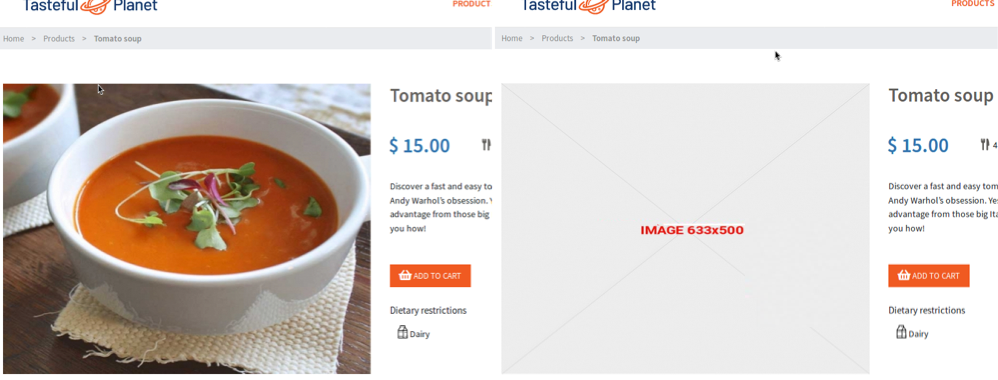 Tasteful Planet
PRODUCT
Home > Products > Tomato soup
Tomato soup
$ 15.00
Discover a fast and easy to
Andy Warhol's obsession. Y
advantage from those big
you how!
ADD TO CART
Dietary restrictions
Dairy
Tasteful Planet
PRODUCTS
Home > Products > Tomato soup
IMAGE 633x500
Tomato soup
$ 15.00
4
Discover a fast and easy tom
Andy Warhol's obsession. Yes
advantage from those big Ita
you how!
ADD TO CART
Dietary restrictions
Dairy